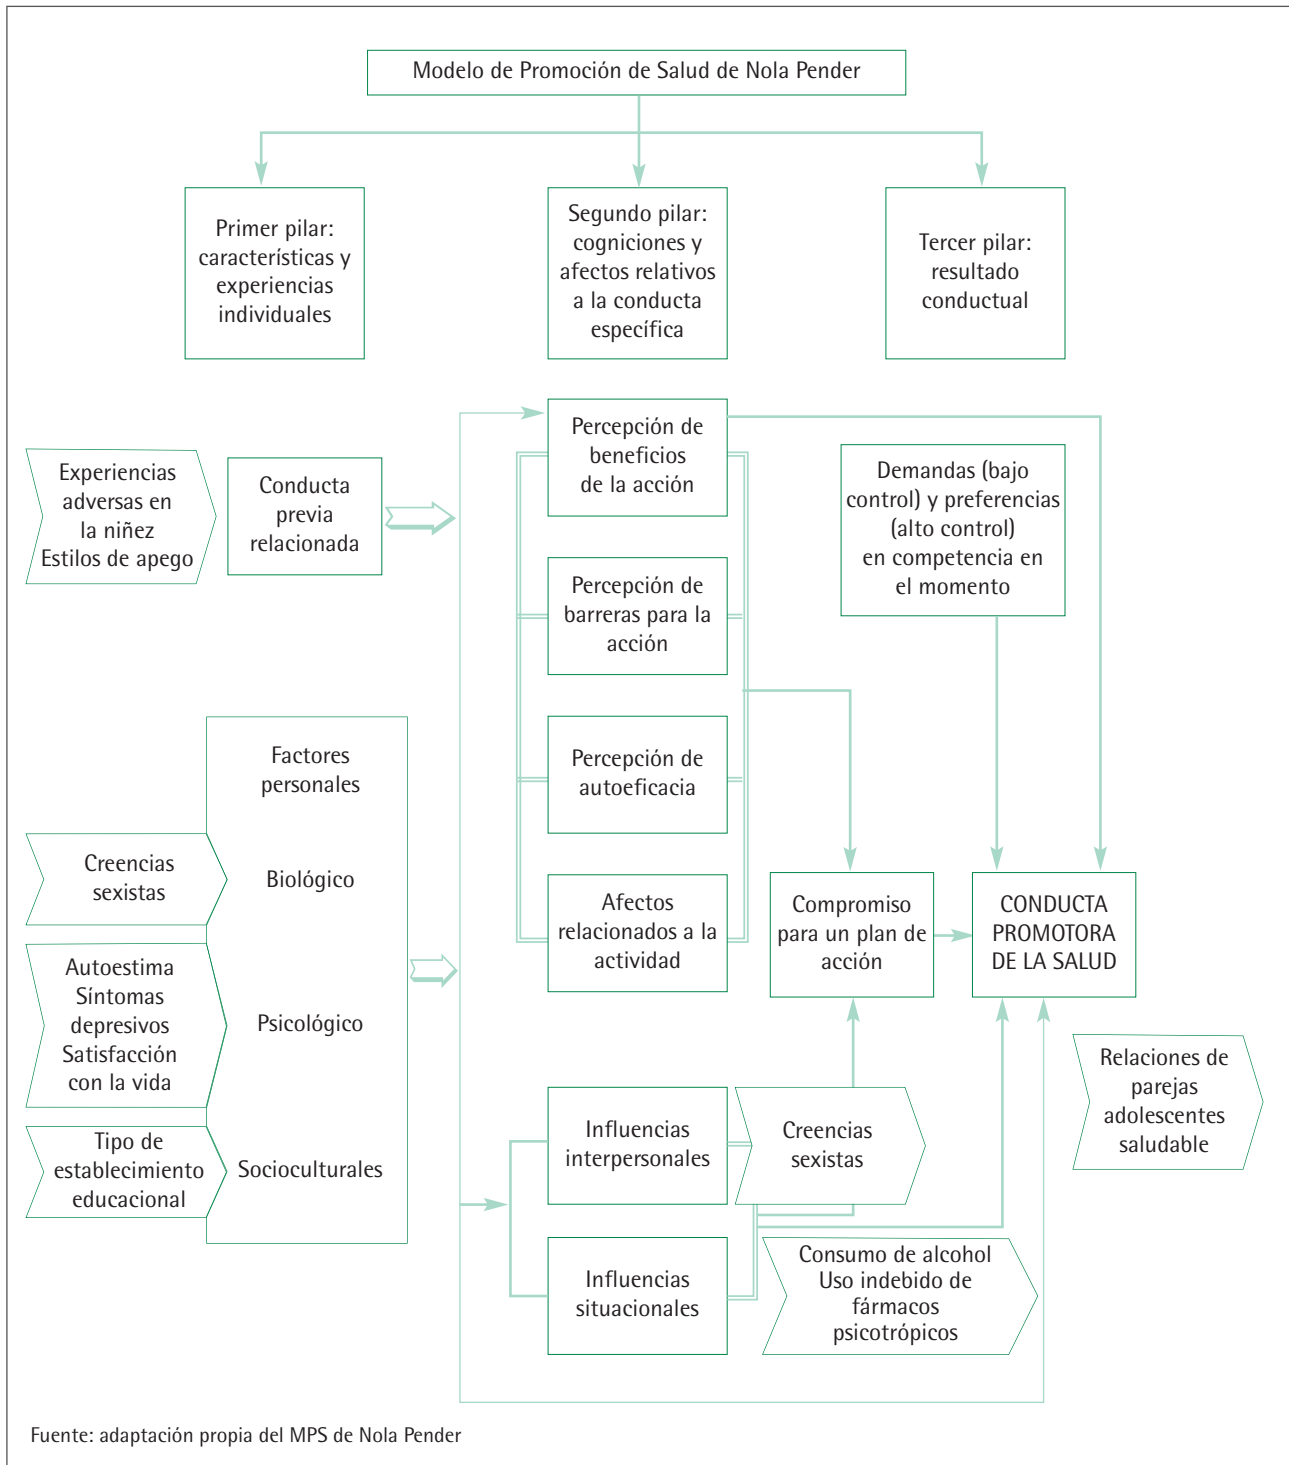 Modelo de Promoción de Salud de Nola Pender
Primer pilar:
características y
experiencias
individuales
Segundo pilar:
cogniciones y
afectos relativos
a la conducta
específica
Tercer pilar:
resultado
conductual
Experiencias
adversas en
la niñez
Estilos de apego
Conducta
previa
relacionada
Percepción de
beneficios
de la acción
Demandas (bajo
control) y preferencias
(alto control)
en competencia en
el momento
Percepción de
barreras para la
acción
Percepción de
autoeficacia
Afectos
relacionados a la
actividad
Factores
personales
Creencias
sexistas
Biológico
Autoestima
Síntomas
depresivos
Satisfacción
con la vida
Psicológico
Tipo de
establecimiento
educacional
Socioculturales
Compromiso
para un plan de
acción
CONDUCTA
PROMOTORA
DE LA SALUD
Influencias
interpersonales
Creencias
sexistas
Relaciones de
parejas
adolescentes
saludable
Influencias
situacionales
Consumo de alcohol
Uso indebido de
fármacos
psicotrópicos
Fuente: adaptación propia del MPS de Nola Pender